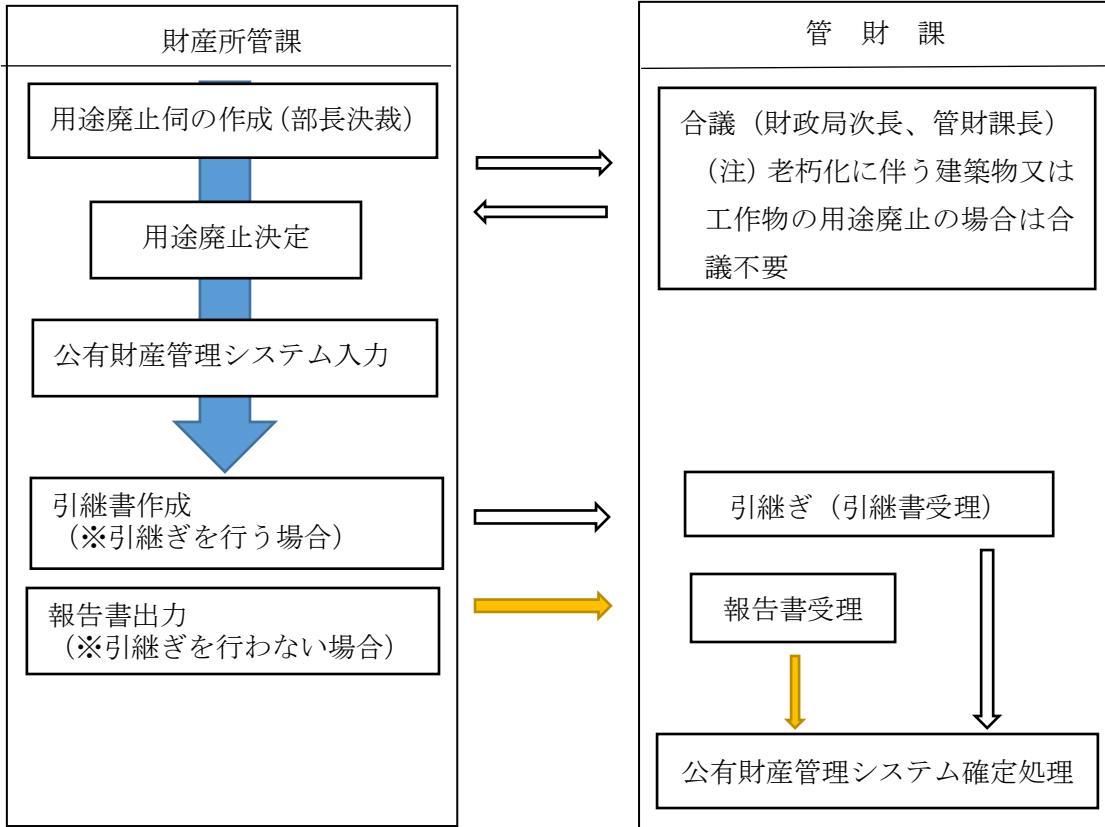 財産所管課
用途廃止伺の作成（部長決裁）
用途廃止決定
公有財産管理システム入力
引継書作成
（※引継ぎを行う場合）
報告書出力
（※引継ぎを行わない場合）
管　財　課
合議（財政局次長、管財課長）
（注）老朽化に伴う建築物又は
工作物の用途廃止の場合は合
議不要
引継ぎ（引継書受理）
報告書受理
公有財産管理システム確定処理